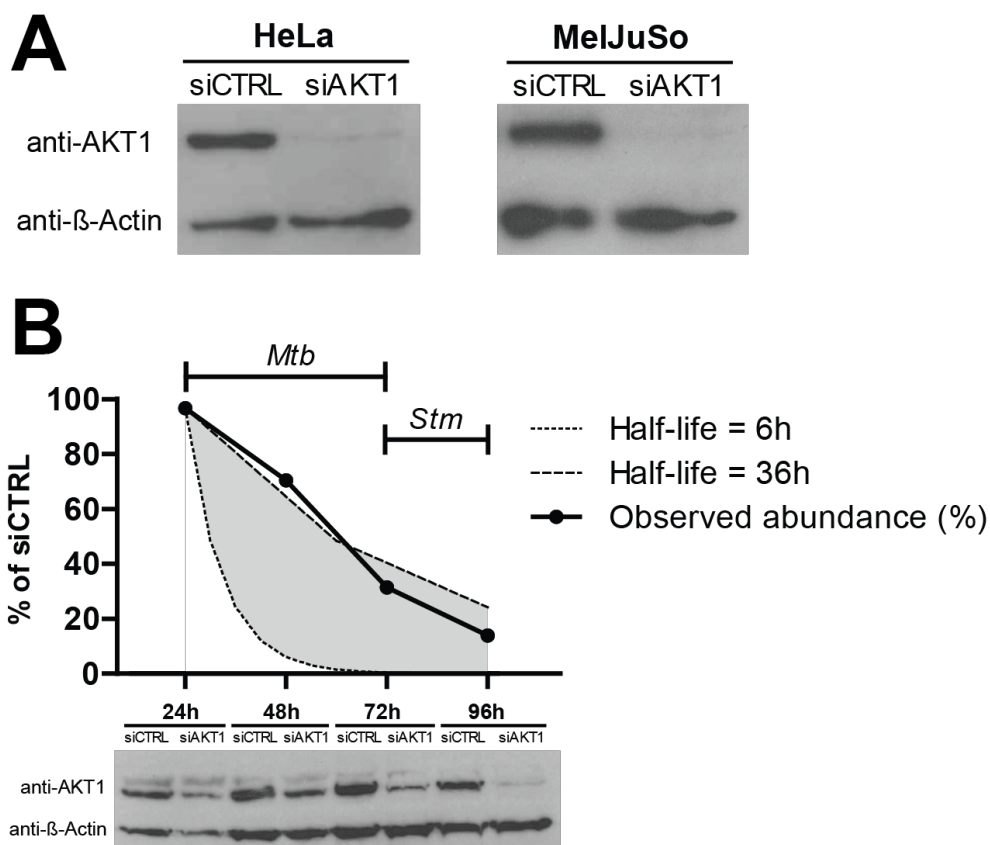 A
HeLa MelJuSo
siCTRL siAKT1 siCTRL siAKT1
anti-AKT1
anti-ß-Actin
B
Mtb
Stm
% of siCTRL
100
80
60
40
20
0
Half-life = 6h
Half-life = 36h
Observed abundance (%)
24h 48h 72h 96h
siCTRL siAKT1 siCTRL siAKT1 siCTRL siAKT1 siCTRL siAKT1
anti-AKT1
anti-ß-Actin